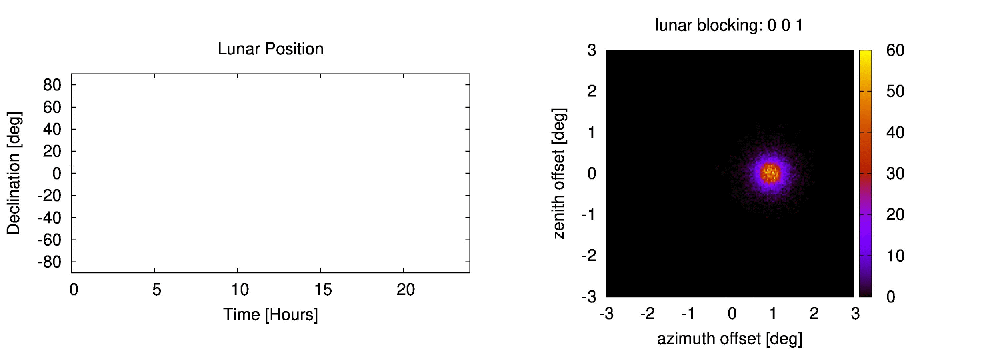 Lunar Position
Declination [deg]
80
60
40
20
0
-20
-40
-60
-80
0 5 10 15 20
Time [Hours]
lunar blocking: 0 0 1
zenith offset [deg]
3
2
1
0
-1
-2
-3
-3 -2 -1 0 1 2 3
azimuth offset [deg]
60
50
40
30
20
10
0